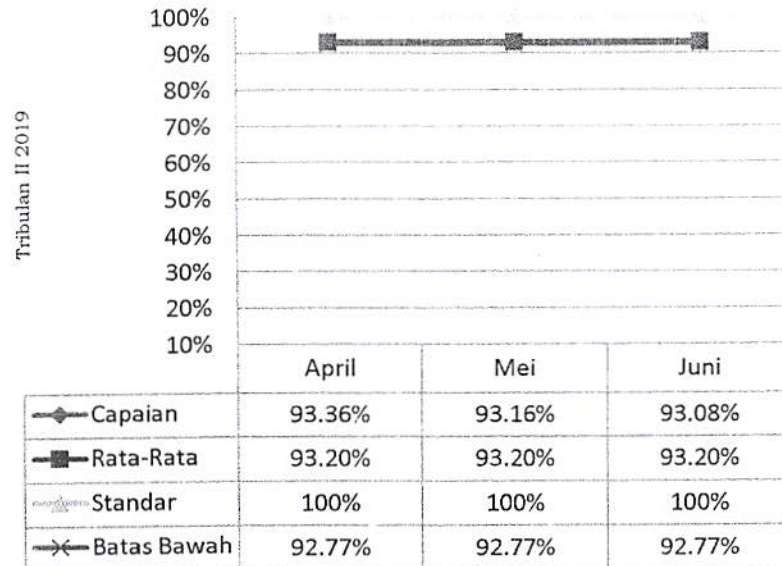 Tribulan II 2019
100%
90%
80%
70%
60%
50%
40%
30%
20%
10%
April Mei Juni
Capaian 93.36% 93.16% 93.08%
Rata-Rata 93.20% 93.20% 93.20%
Standar 100% 100% 100%
Batas Bawah 92.77% 92.77% 92.77%